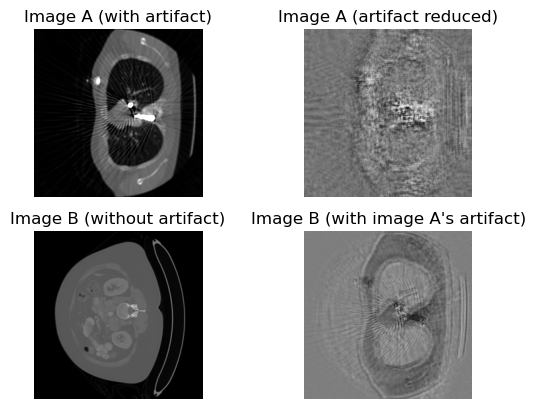 Image A (with artifact)
Image A (artifact reduced)
Image B (without artifact)
Image B (with image A's artifact)